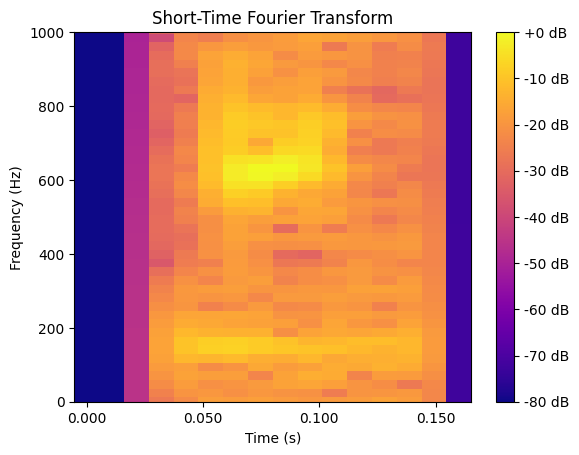 Short-Time Fourier Transform
Frequency (Hz)
1000
800
600
400
200
0
0.000
0.050
0.100
0.150
Time (s)
+0 dB
-10 dB
-20 dB
-30 dB
-40 dB
-50 dB
-60 dB
-70 dB
-80 dB